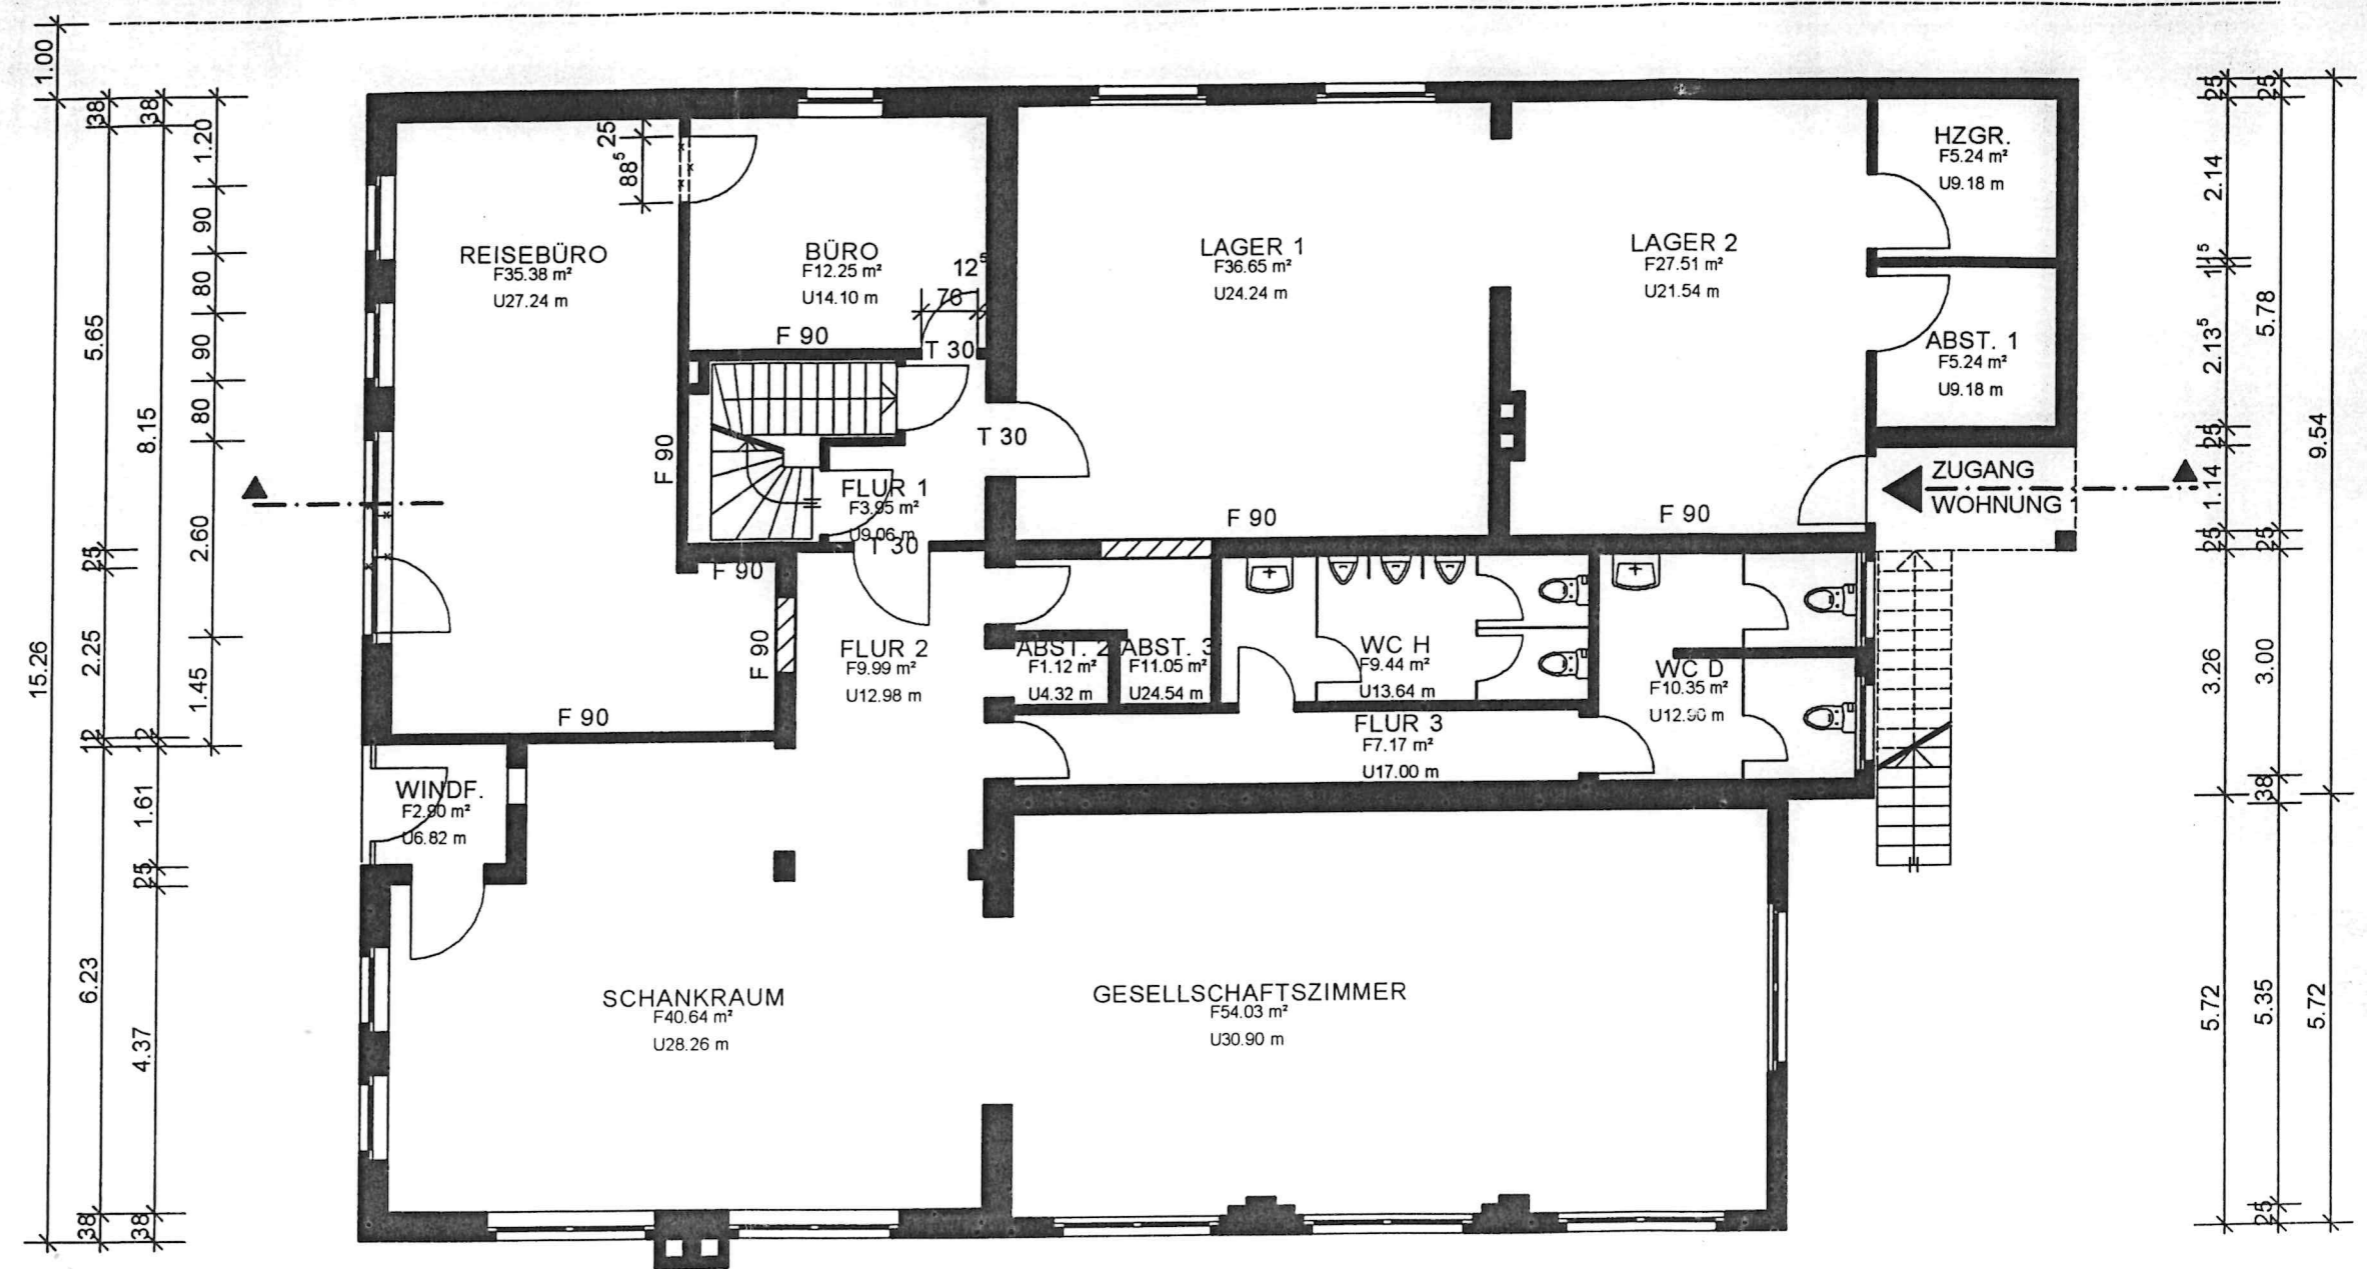 1.00
15.26
38
5.65
25
2.25
12
6.23
38
38
8.15
12
1.61
25
4.37
38
1.20
90
80
90
80
2.60
1.45
REISEBÜRO
F35.38 m²
U27.24 m
25
88⁵
BÜRO
F12.25 m²
U14.10 m
12⁵
76
F 90
T 30
F 90
T 30
FLUR 1
F3.95 m²
U9.06 m
T 30
F 90
F 90
F 90
LAGER 1
F36.65 m²
U24.24 m
F 90
LAGER 2
F27.51 m²
U21.54 m
F 90
HZGR.
F5.24 m²
U9.18 m
ABST. 1
F5.24 m²
U9.18 m
ZUGANG
WOHNUNG
FLUR 2
F9.99 m²
U12.98 m
ABST. 2
F1.12 m²
U4.32 m
ABST. 3
F11.05 m²
U24.54 m
WC H
F9.44 m²
U13.64 m
WC D
F10.35 m²
U12.90 m
FLUR 3
F7.17 m²
U17.00 m
WINDF.
F2.90 m²
U6.82 m
SCHANKRAUM
F40.64 m²
U28.26 m
GESELLSCHAFTSZIMMER
F54.03 m²
U30.90 m
25
2.14
2.13⁵
25
1.14
25
3.26
5.72
25
5.78
25
3.00
38
5.35
25
9.54
5.72